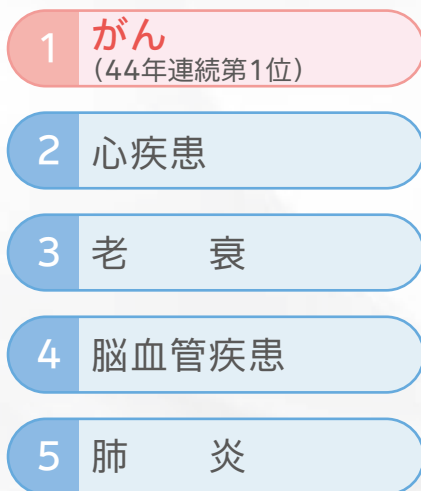 1 がん
(44年連続第1位)
2 心疾患
3 老　　衰
4 脳血管疾患
5 肺　　炎